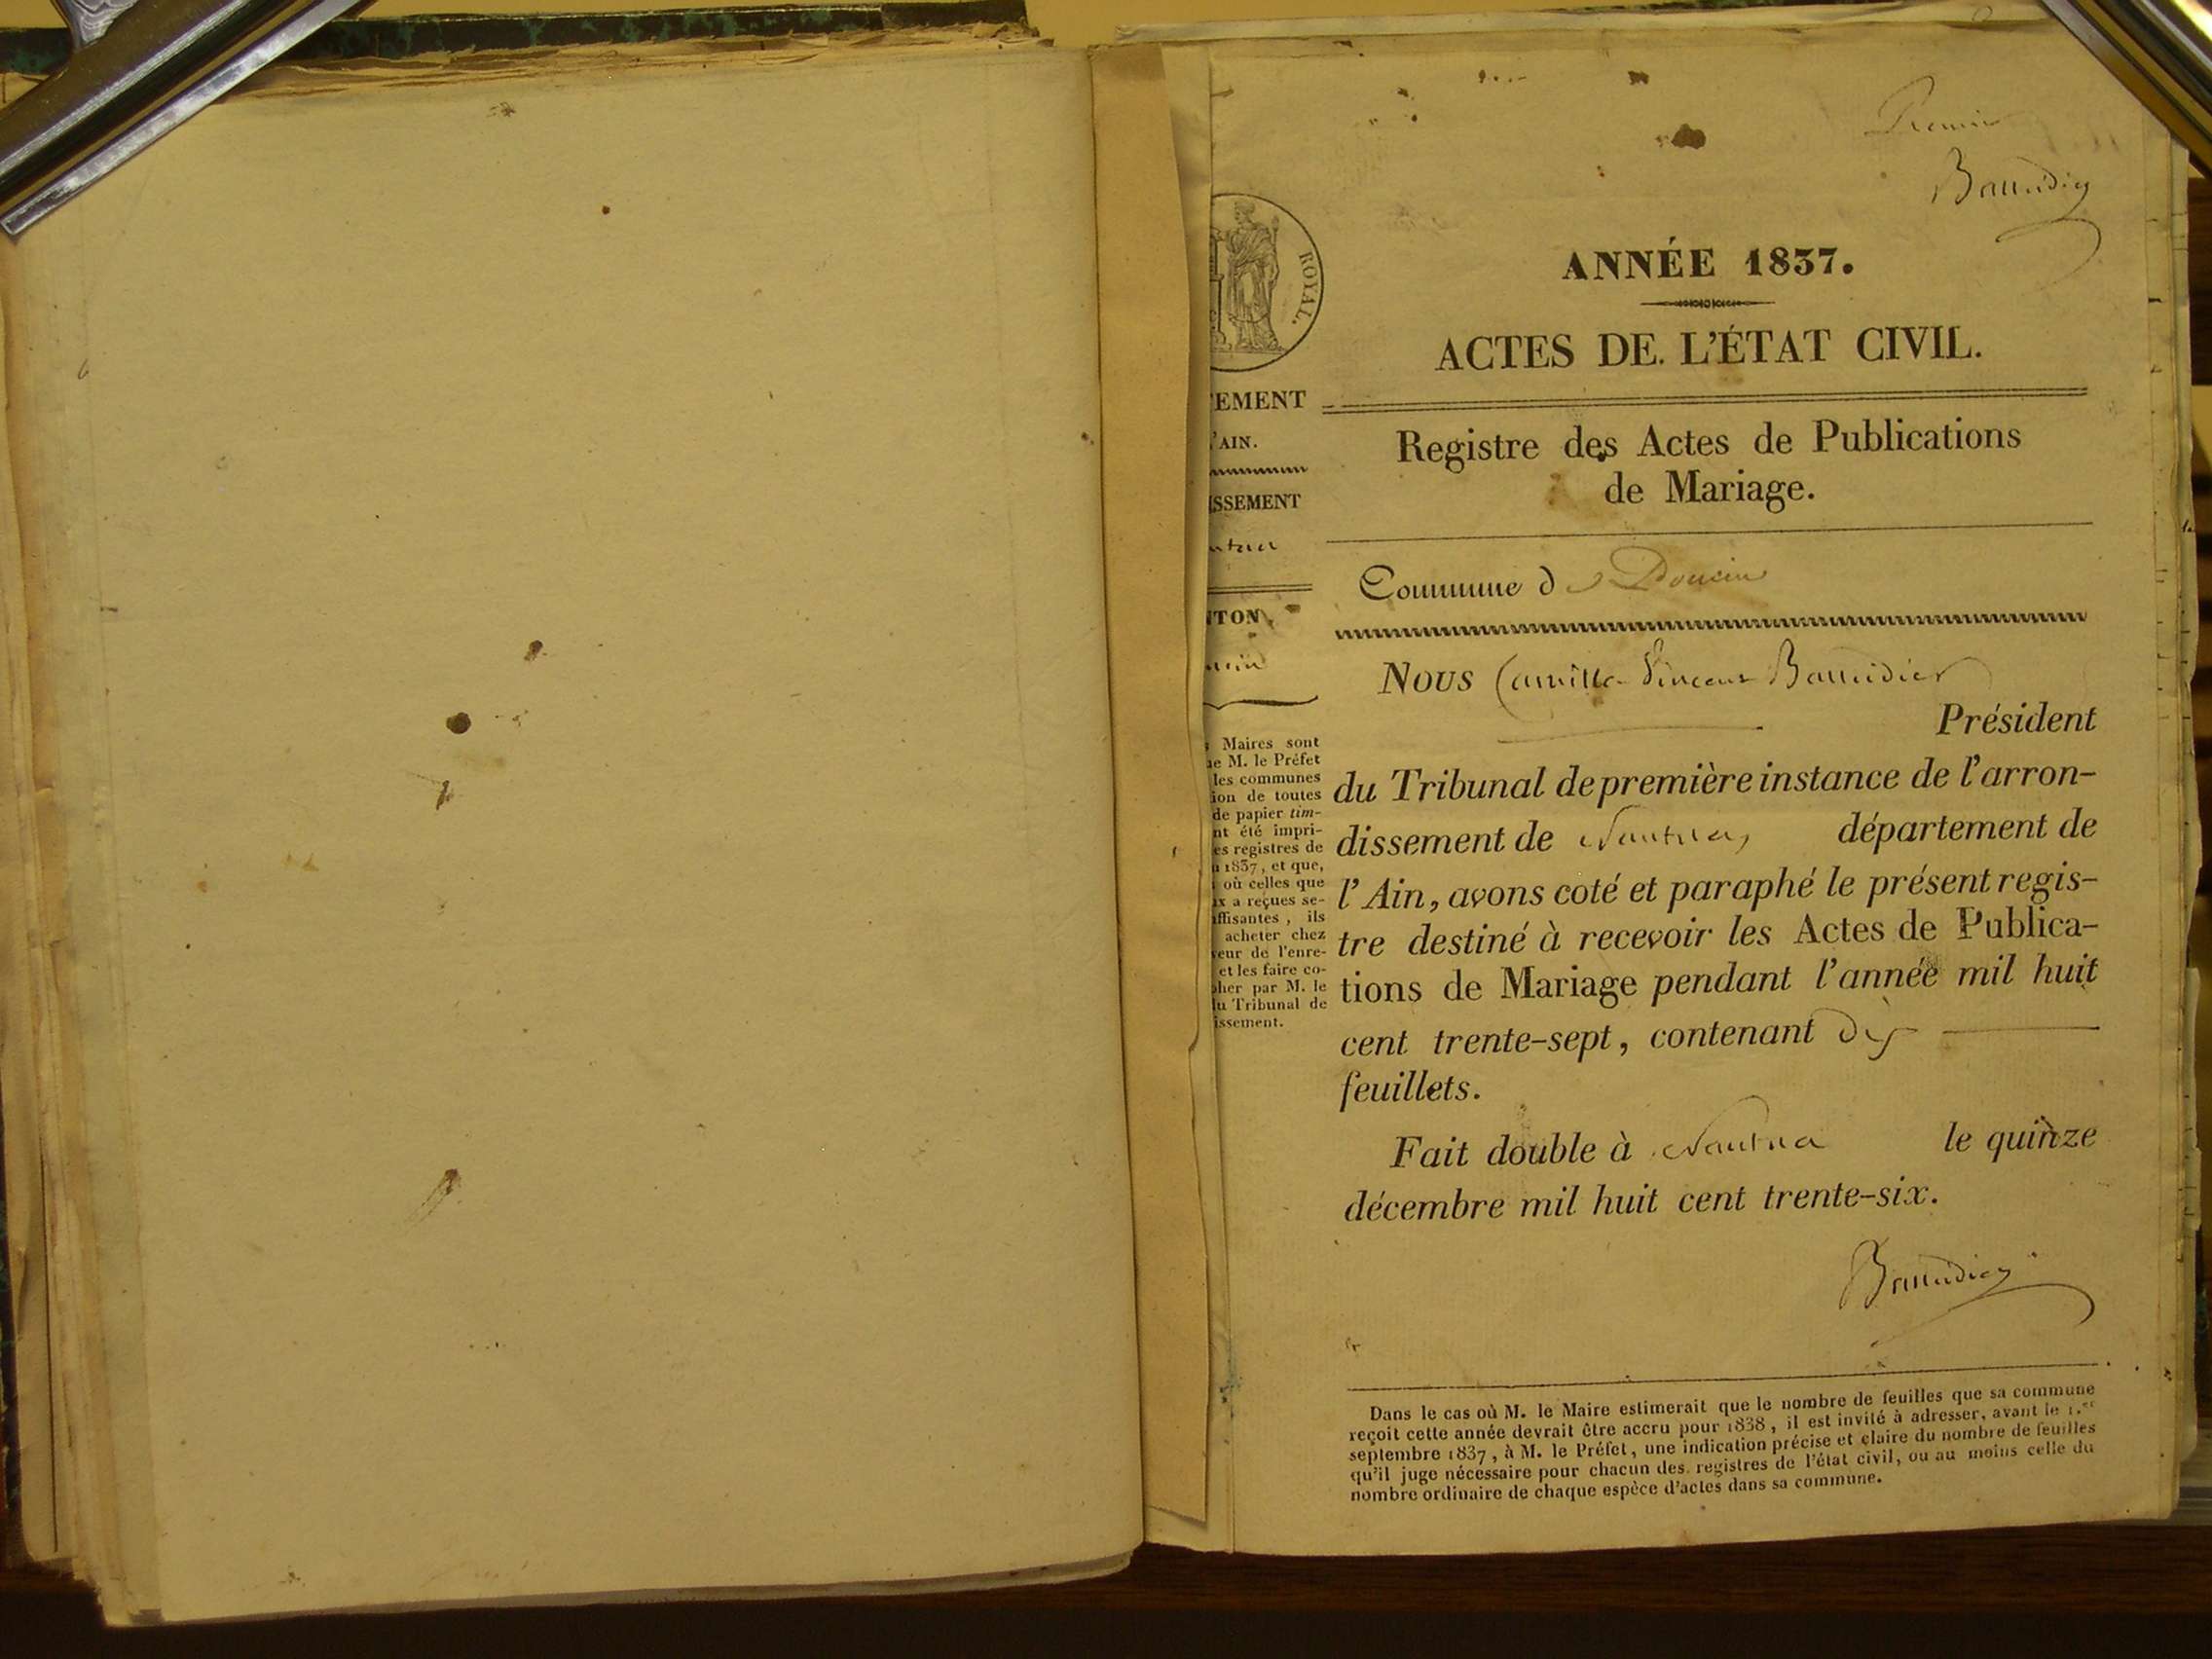 Premier
Baudier
ROYAL.
ANNÉE 1837.
ACTES DE L'ÉTAT CIVIL.
EMENT
'AIN.
SSEMENT
NTON
Registre des Actes de Publications
de Mariage.
Commune d
NOUS Camille Vincent
Président
du Tribunal de première instance de l'arron-
dissement de Nantua, département de
l'Ain, avons coté et paraphé le présent regis-
tre destiné à recevoir les Actes de Publica-
tions de Mariage pendant l'année mil huit
cent trente-sept, contenant dix
feuillets.
Fait double à Nantua le quinze
décembre mil huit cent trente-six.
Maires sont
M. le Préfet
les communes
ion de toutes
de papier tim-
nt été impri-
es registres de
1837, et que,
où celles que
x a reçues se-
ffisantes, ils
acheter chez
eur de l'enre-
et les faire co-
her par M. le
du Tribunal de
issement.
Dans le cas où M. le Maire estimerait que le nombre de feuilles que sa commune
reçoit cette année devrait être accru pour 1838, il est invité à adresser, avant le 1.er
septembre 1837, à M. le Préfet, une indication précise et claire du nombre de feuilles
qu'il juge nécessaire pour chacun des registres de l'état civil, ou au moins celle du
nombre ordinaire de chaque espèce d'actes dans sa commune.